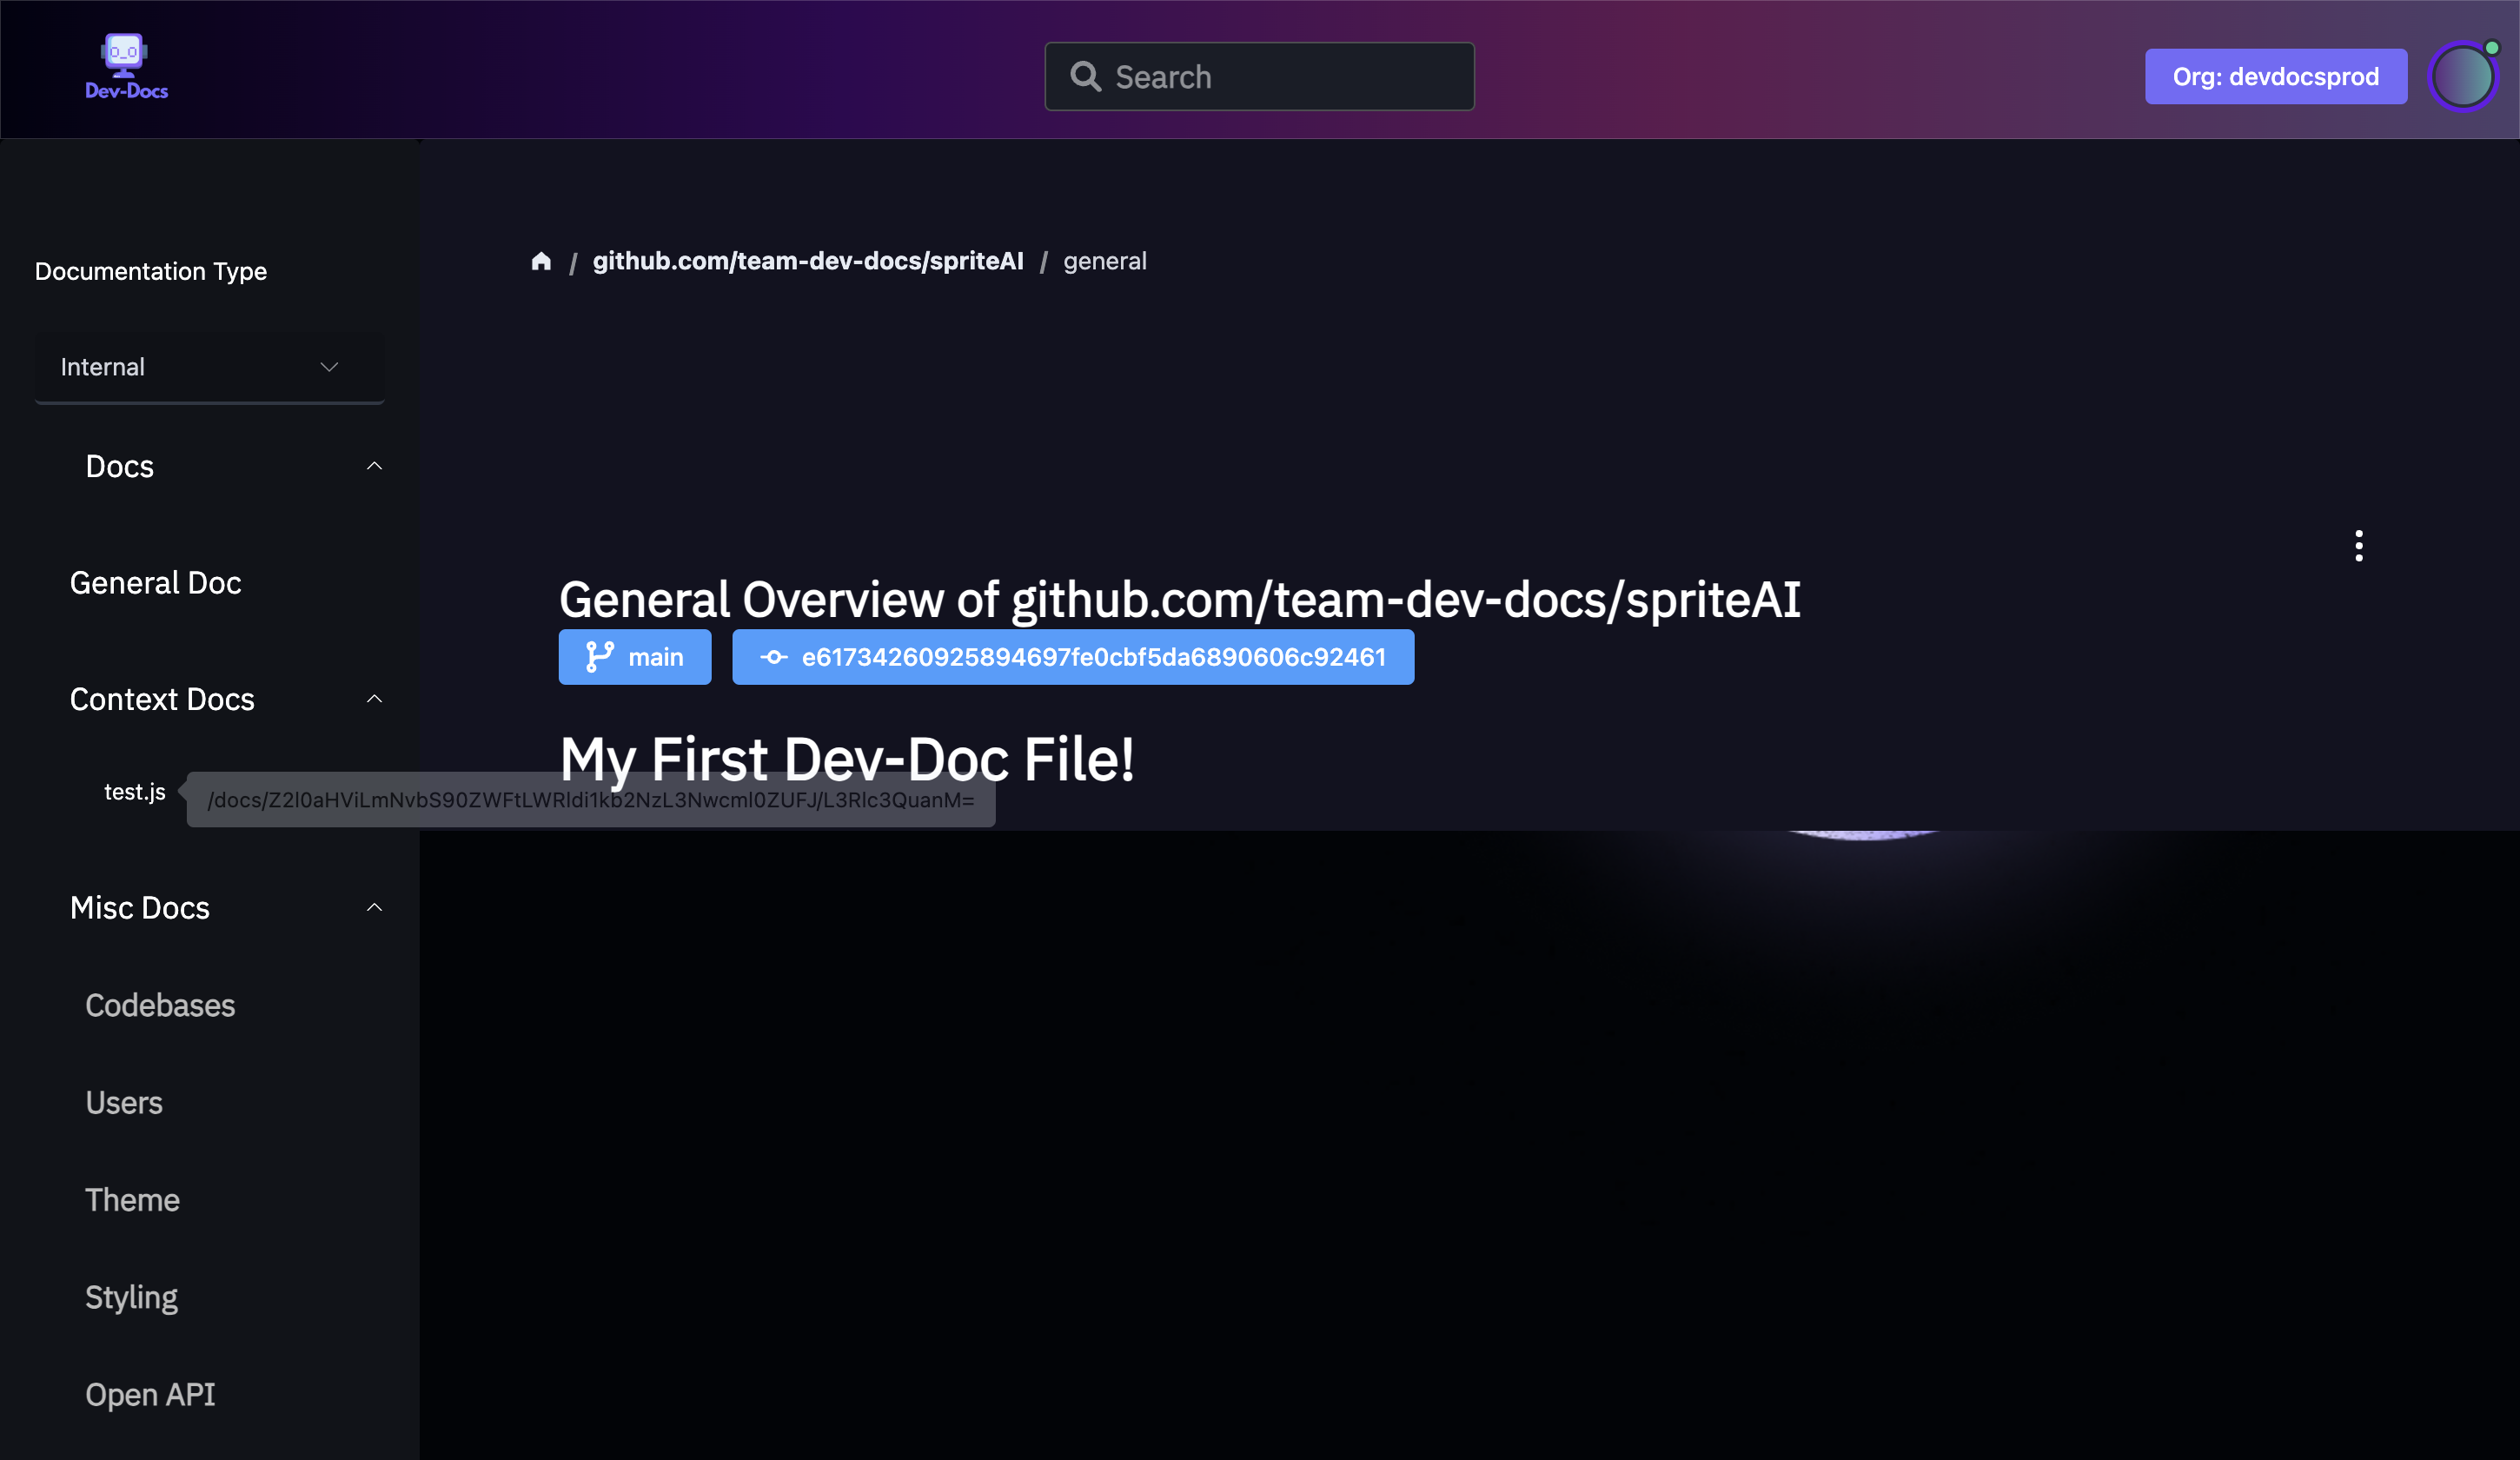 Dev-Docs
Search
Org: devdocsprod
Documentation Type
Internal
Docs
General Doc
Context Docs
test.js
/docs/Z2l0aHViLmNvbS90ZWFtLWRldi1kb2NzL3Nwcml0ZUFJ/L3Rlc3QuanM=
Misc Docs
Codebases
Users
Theme
Styling
Open API
/ github.com/team-dev-docs/spriteAI / general
General Overview of github.com/team-dev-docs/spriteAI
main
e61734260925894697fe0cbf5da6890606c92461
My First Dev-Doc File!